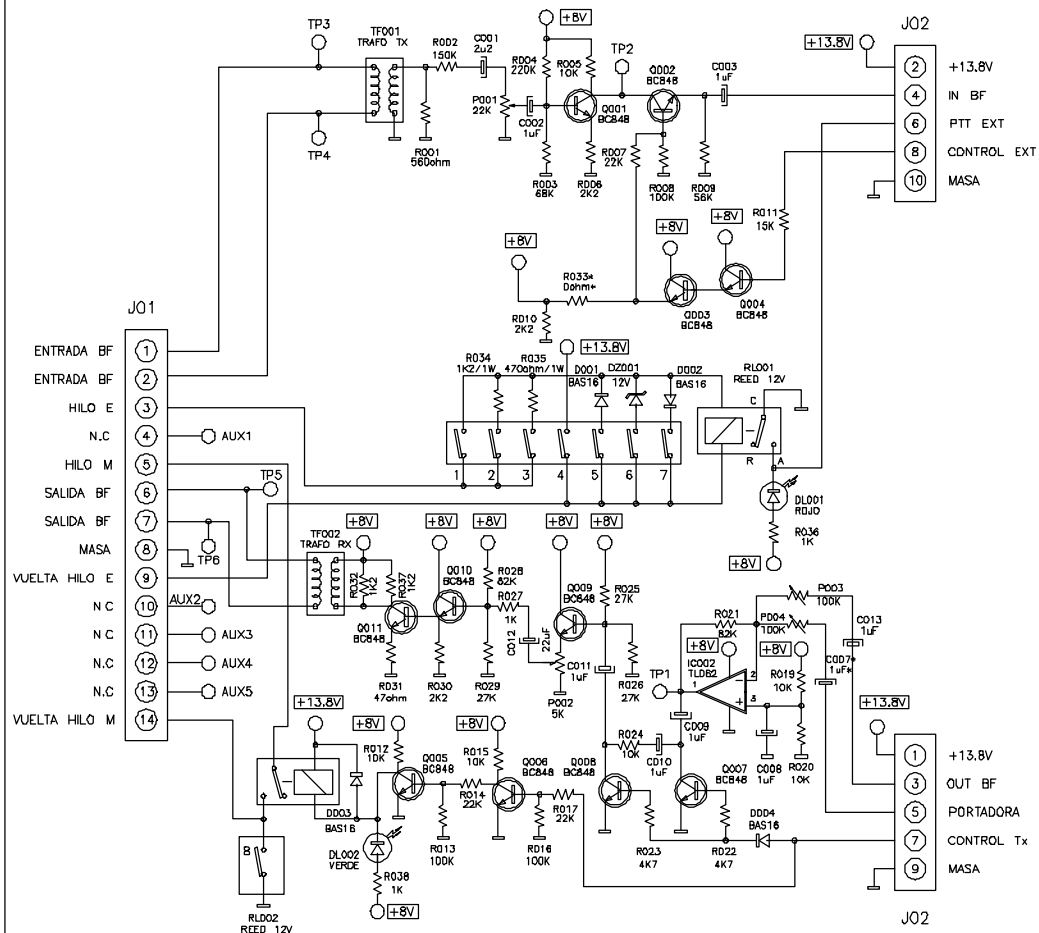 JO2
+13.8V
2 +13.8V
4 IN BF
6 PTT EXT
8 CONTROL EXT
10 MASA
TP3
TF001
TRAFO TX
TP4
R002
150K
C001
2u2
R001
560ohm
P001
22K
C002
1uF
+8V
R004
220K
R005
10K
TP2
Q001
BC848
R003
68K
R006
2K2
Q002
BC848
C003
1uF
R007
22K
R008
100K
R009
56K
R011
15K
+8V
+8V
+8V
R033*
0ohm*
R010
2K2
Q003
BC848
Q004
BC848
JO1
ENTRADA BF 1
ENTRADA BF 2
HILO E 3
N.C 4 AUX1
HILO M 5
SALIDA BF 6 TP5
SALIDA BF 7 TP6
MASA 8
VUELTA HILO E 9
N C 10 AUX2
N C 11 AUX3
N.C 12 AUX4
N.C 13 AUX5
VUELTA HILO M 14
+13.8V
R034
1K2/1W
R035
470ohm/1W
D001
BAS16
DZ001
12V
D002
BAS16
RL001
REED 12V
C
R
A
1 2 3 4 5 6 7
DL001
ROJO
R036
1K
+8V
TF002
TRAFO RX
+8V
+8V
+8V
+8V
+8V
R032
1K2
R037
1K2
Q010
BC848
Q011
BC848
R028
82K
R027
1K
C012
22uF
Q009
BC848
R025
27K
C011
1uF
R031
47ohm
R030
2K2
R029
27K
P002
5K
R026
27K
R021
82K
P003
100K
P004
100K
C013
1uF
C007*
1uF*
+8V
+8V
IC002
TL062
TP1
1
2
3
R019
10K
R020
10K
C009
1uF
C008
1uF
R024
10K
C010
1uF
+13.8V
+8V
+8V
R012
10K
Q005
BC848
R015
10K
Q006
BC848
Q008
BC848
Q007
BC848
R014
22K
R017
22K
R013
100K
R016
100K
R023
4K7
R022
4K7
D004
BAS16
D003
BAS16
DL002
VERDE
R038
1K
+8V
RL002
REED 12V
+13.8V
1 +13.8V
3 OUT BF
5 PORTADORA
7 CONTROL Tx
9 MASA
JO2